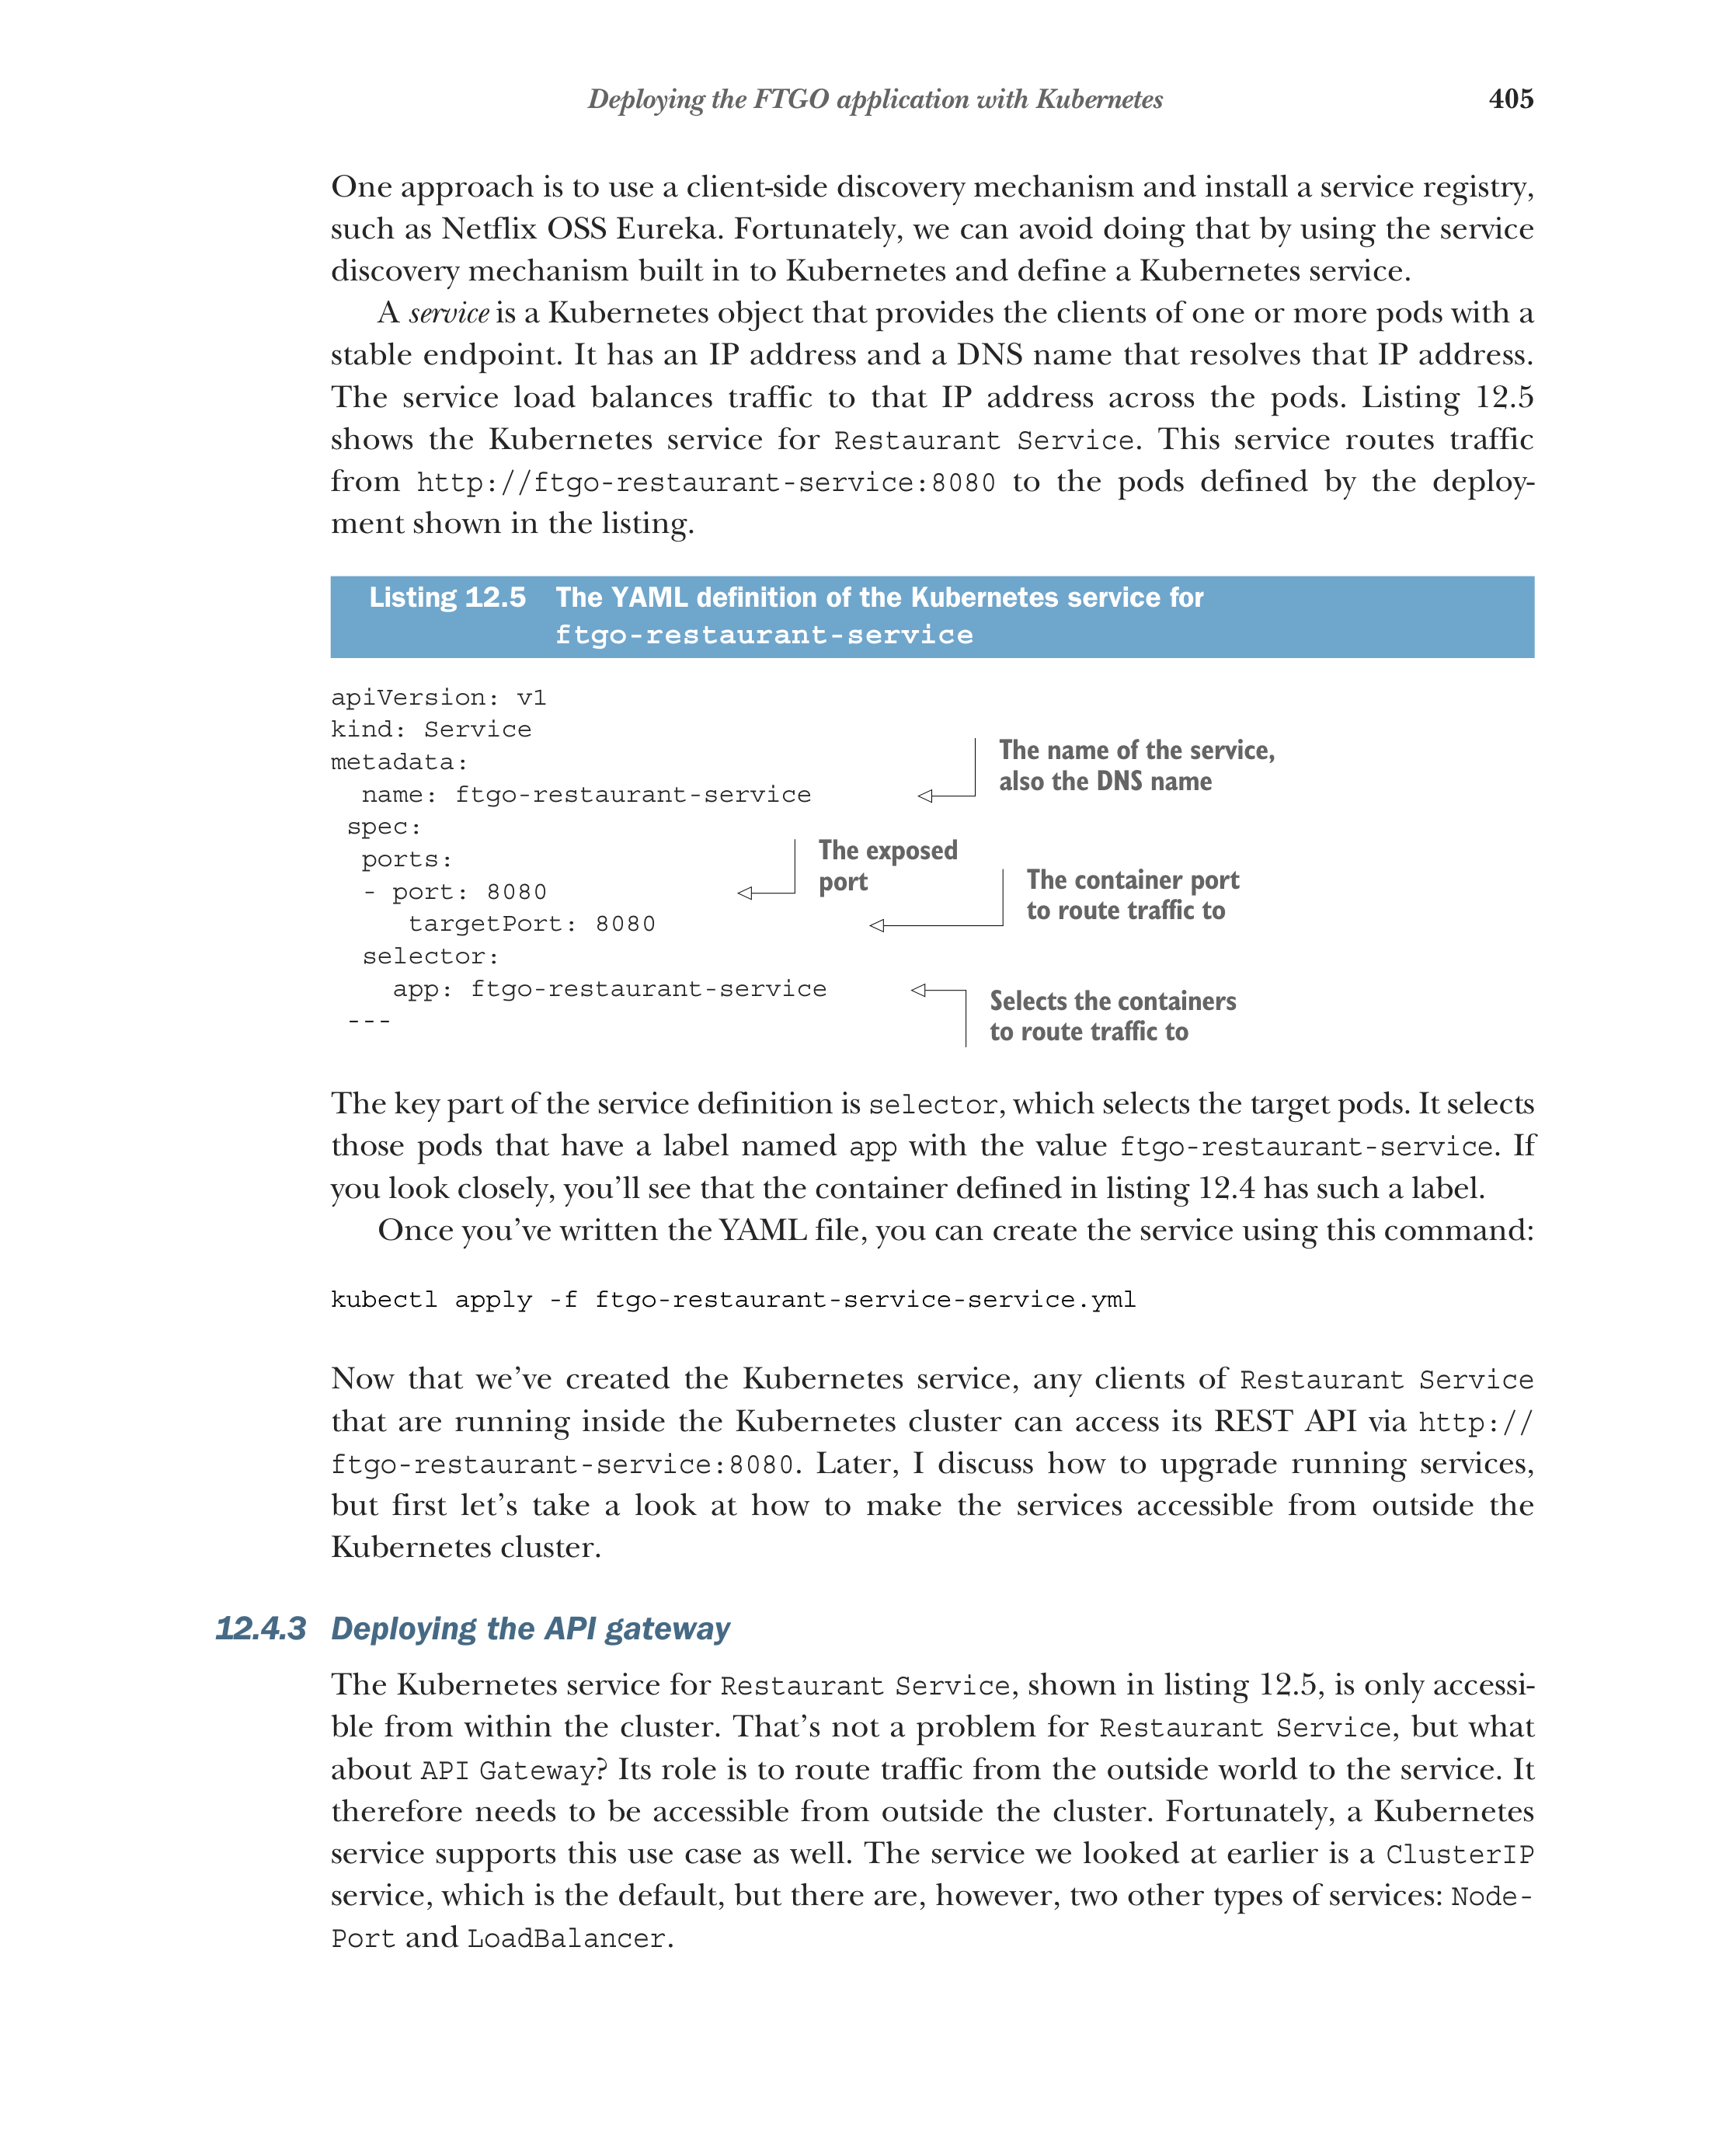 Deploying the FTGO application with Kubernetes 405
One approach is to use a client-side discovery mechanism and install a service registry,
such as Netflix OSS Eureka. Fortunately, we can avoid doing that by using the service
discovery mechanism built in to Kubernetes and define a Kubernetes service.
A service is a Kubernetes object that provides the clients of one or more pods with a
stable endpoint. It has an IP address and a DNS name that resolves that IP address.
The service load balances traffic to that IP address across the pods. Listing 12.5
shows the Kubernetes service for Restaurant Service. This service routes traffic
from http://ftgo-restaurant-service:8080 to the pods defined by the deploy-
ment shown in the listing.
Listing 12.5 The YAML definition of the Kubernetes service for
ftgo-restaurant-service
apiVersion: v1
kind: Service
metadata:
  name: ftgo-restaurant-service
 spec:
  ports:
  - port: 8080
     targetPort: 8080
  selector:
    app: ftgo-restaurant-service
 ---
The name of the service,
also the DNS name
The exposed
port
The container port
to route traffic to
Selects the containers
to route traffic to
The key part of the service definition is selector, which selects the target pods. It selects
those pods that have a label named app with the value ftgo-restaurant-service. If
you look closely, you'll see that the container defined in listing 12.4 has such a label.
Once you've written the YAML file, you can create the service using this command:
kubectl apply -f ftgo-restaurant-service-service.yml
Now that we've created the Kubernetes service, any clients of Restaurant Service
that are running inside the Kubernetes cluster can access its REST API via http://
ftgo-restaurant-service:8080. Later, I discuss how to upgrade running services,
but first let's take a look at how to make the services accessible from outside the
Kubernetes cluster.
12.4.3 Deploying the API gateway
The Kubernetes service for Restaurant Service, shown in listing 12.5, is only accessi-
ble from within the cluster. That's not a problem for Restaurant Service, but what
about API Gateway? Its role is to route traffic from the outside world to the service. It
therefore needs to be accessible from outside the cluster. Fortunately, a Kubernetes
service supports this use case as well. The service we looked at earlier is a ClusterIP
service, which is the default, but there are, however, two other types of services: Node-
Port and LoadBalancer.